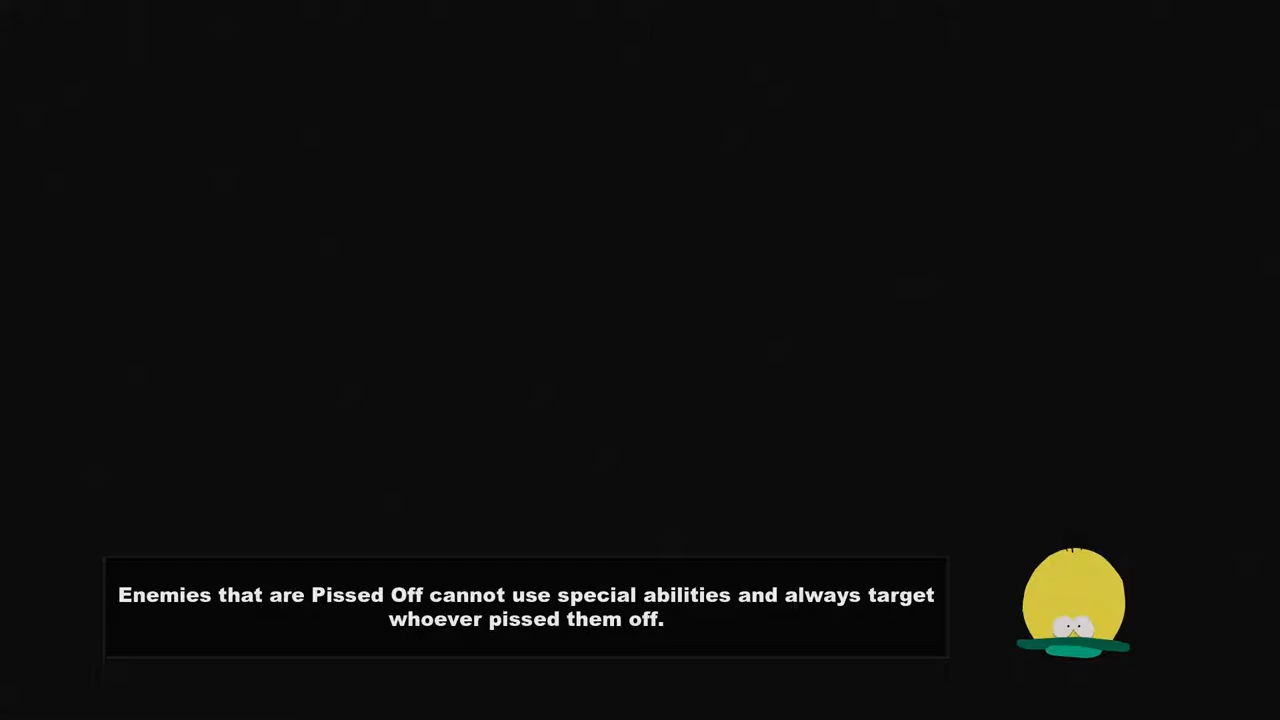 Enemies that are Pissed Off cannot use special abilities and always target
whoever pissed them off.